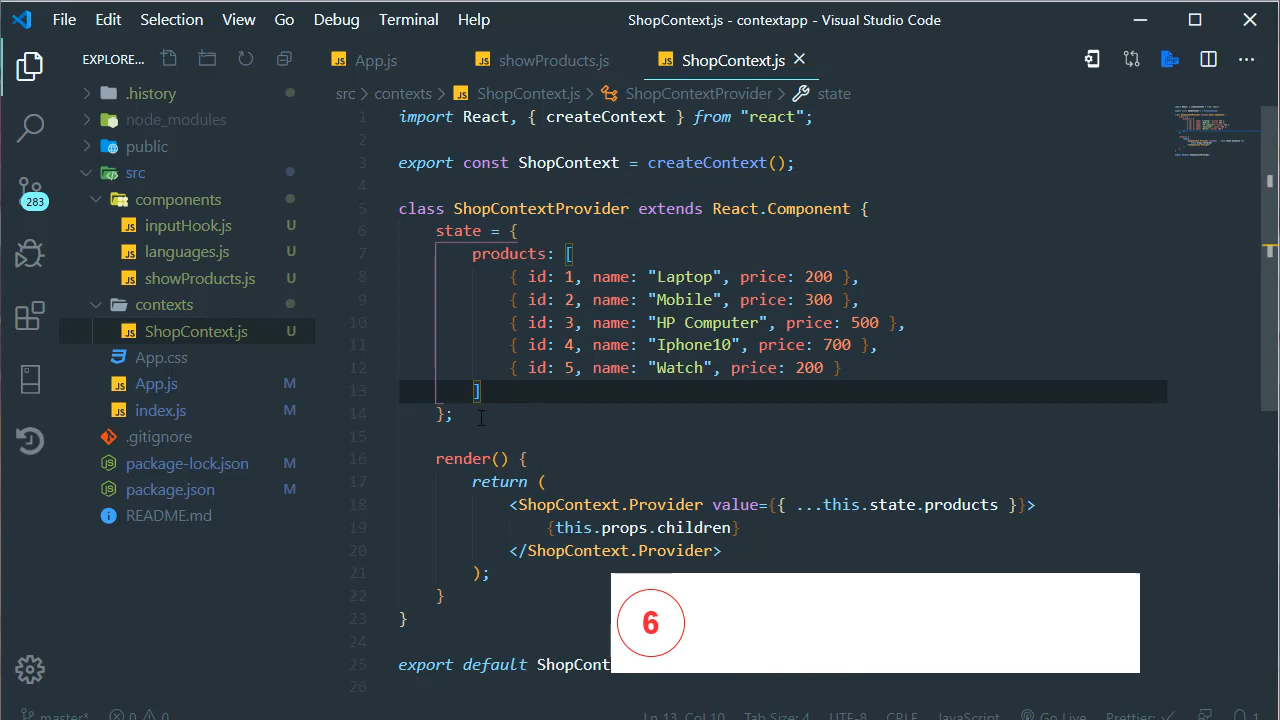 File Edit Selection View Go Debug Terminal Help
ShopContext.js - contextapp - Visual Studio Code
EXPLORE...
.history
node_modules
public
src
components
inputHook.js U
languages.js U
showProducts.js U
contexts
ShopContext.js U
App.css
App.js M
index.js M
.gitignore
package-lock.json M
package.json M
README.md
283
JS App.js JS showProducts.js JS ShopContext.js
src > contexts > JS ShopContext.js > ShopContextProvider > state
1 import React, { createContext } from "react";
2
3 export const ShopContext = createContext();
4
5 class ShopContextProvider extends React.Component {
6 state = {
7 products: [
8 { id: 1, name: "Laptop", price: 200 },
9 { id: 2, name: "Mobile", price: 300 },
10 { id: 3, name: "HP Computer", price: 500 },
11 { id: 4, name: "Iphone10", price: 700 },
12 { id: 5, name: "Watch", price: 200 }
13 ]
14 };
15
16 render() {
17 return (
18 <ShopContext.Provider value={{ ...this.state.products }}>
19 {this.props.children}
20 </ShopContext.Provider>
21 );
22 }
23 }
24
25 export default ShopCont
26
6
master* 0 0 Ln 13, Col 10 Tab Size: 4 UTF-8 CRLF JavaScript Go Live Prettier: ✓ 1